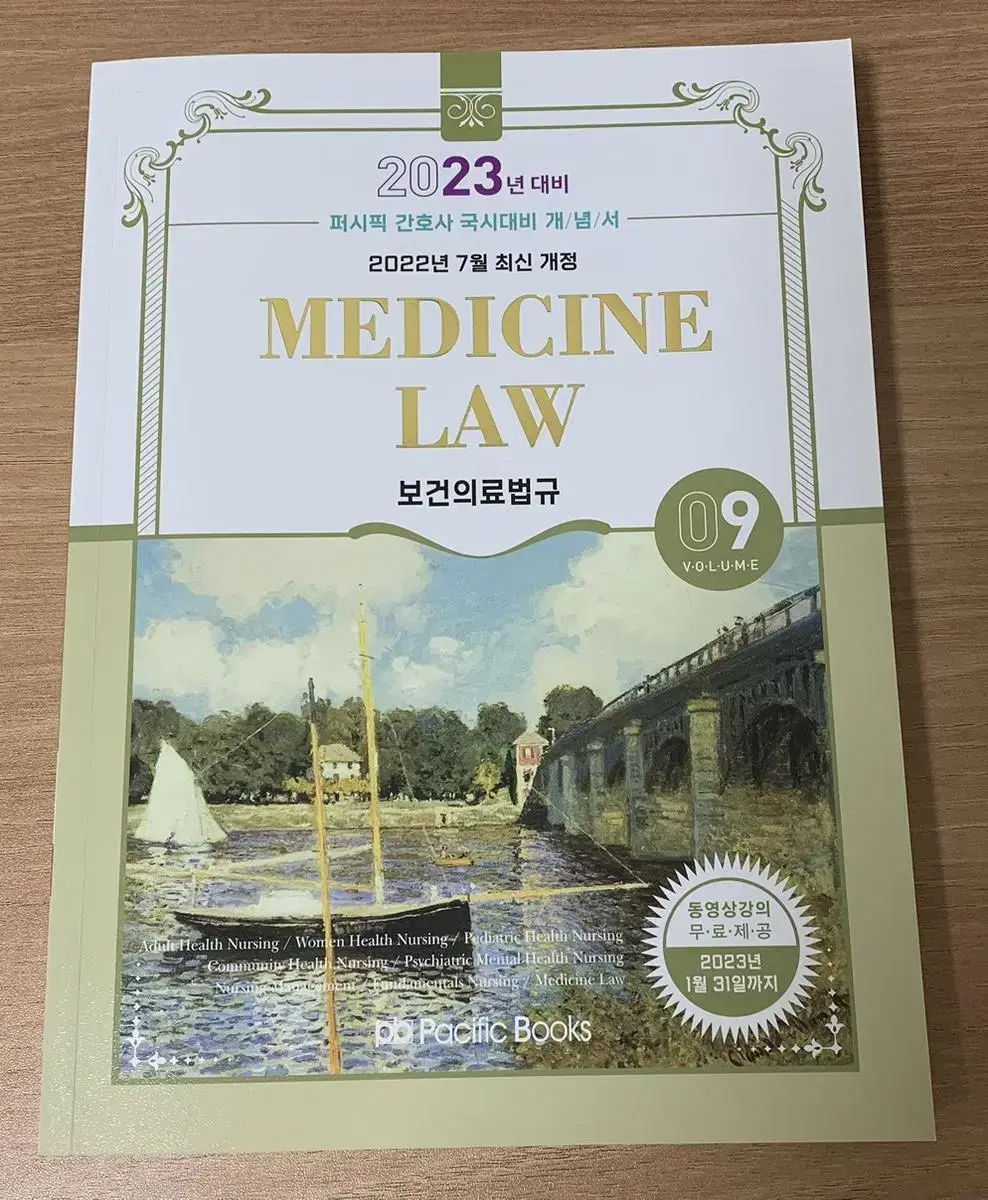 2023년 대비
퍼시픽 간호사 국시대비 개/념/서
2022년 7월 최신 개정
MEDICINE
LAW
보건의료법규
09
V·O·L·U·M·E
동영상강의
무·료·제·공
2023년
1월 31일까지
Adult Health Nursing / Women Health Nursing / Pediatric Health Nursing
Communiy Health Nursing / Psychjatric Mental Health Nursing
Nursing Management / Fundamentals Nursing / Medicine Law
pb Pacific Books